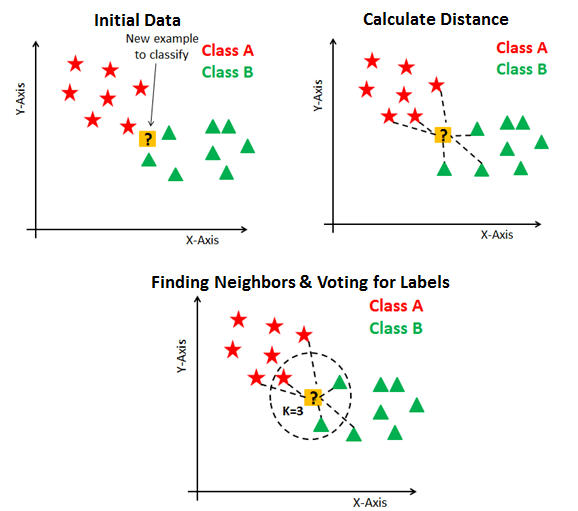 Initial Data
New example
to classify
Class A
Class B
?
Y-Axis
X-Axis
Calculate Distance
Class A
Class B
?
Y-Axis
X-Axis
Finding Neighbors & Voting for Labels
Class A
Class B
?
K=3
Y-Axis
X-Axis